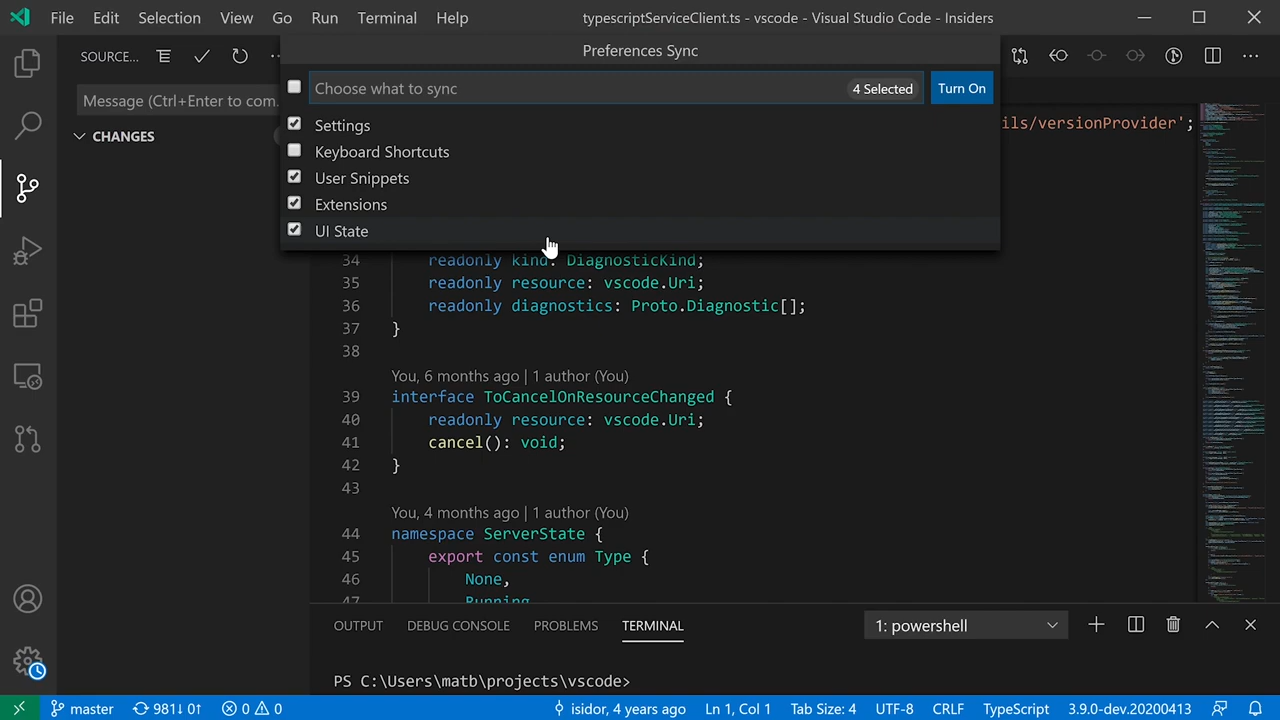 File Edit Selection View Go Run Terminal Help typescriptServiceClient.ts - vscode - Visual Studio Code - Insiders
SOURCE...
Preferences Sync
Choose what to sync 4 Selected Turn On
Message (Ctrl+Enter to com.
Settings
ils/versionProvider';
CHANGES
Keyboard Shortcuts
User Snippets
Extensions
UI State
34 readonly kind: DiagnosticKind;
35 readonly resource: vscode.Uri;
36 readonly diagnostics: Proto.Diagnostic[];
37 }
38
You, 6 months ago | 1 author (You)
39 interface ToCancelOnResourceChanged {
40 readonly resource: vscode.Uri;
41 cancel(): void;
42 }
43
You, 4 months ago | 1 author (You)
44 namespace ServerState {
45 export const enum Type {
46 None,
47 Running
OUTPUT DEBUG CONSOLE PROBLEMS TERMINAL 1: powershell
PS C:\Users\matb\projects\vscode>
master 981↓ 0↑ 0 0 isidor, 4 years ago Ln 1, Col 1 Tab Size: 4 UTF-8 CRLF TypeScript 3.9.0-dev.20200413